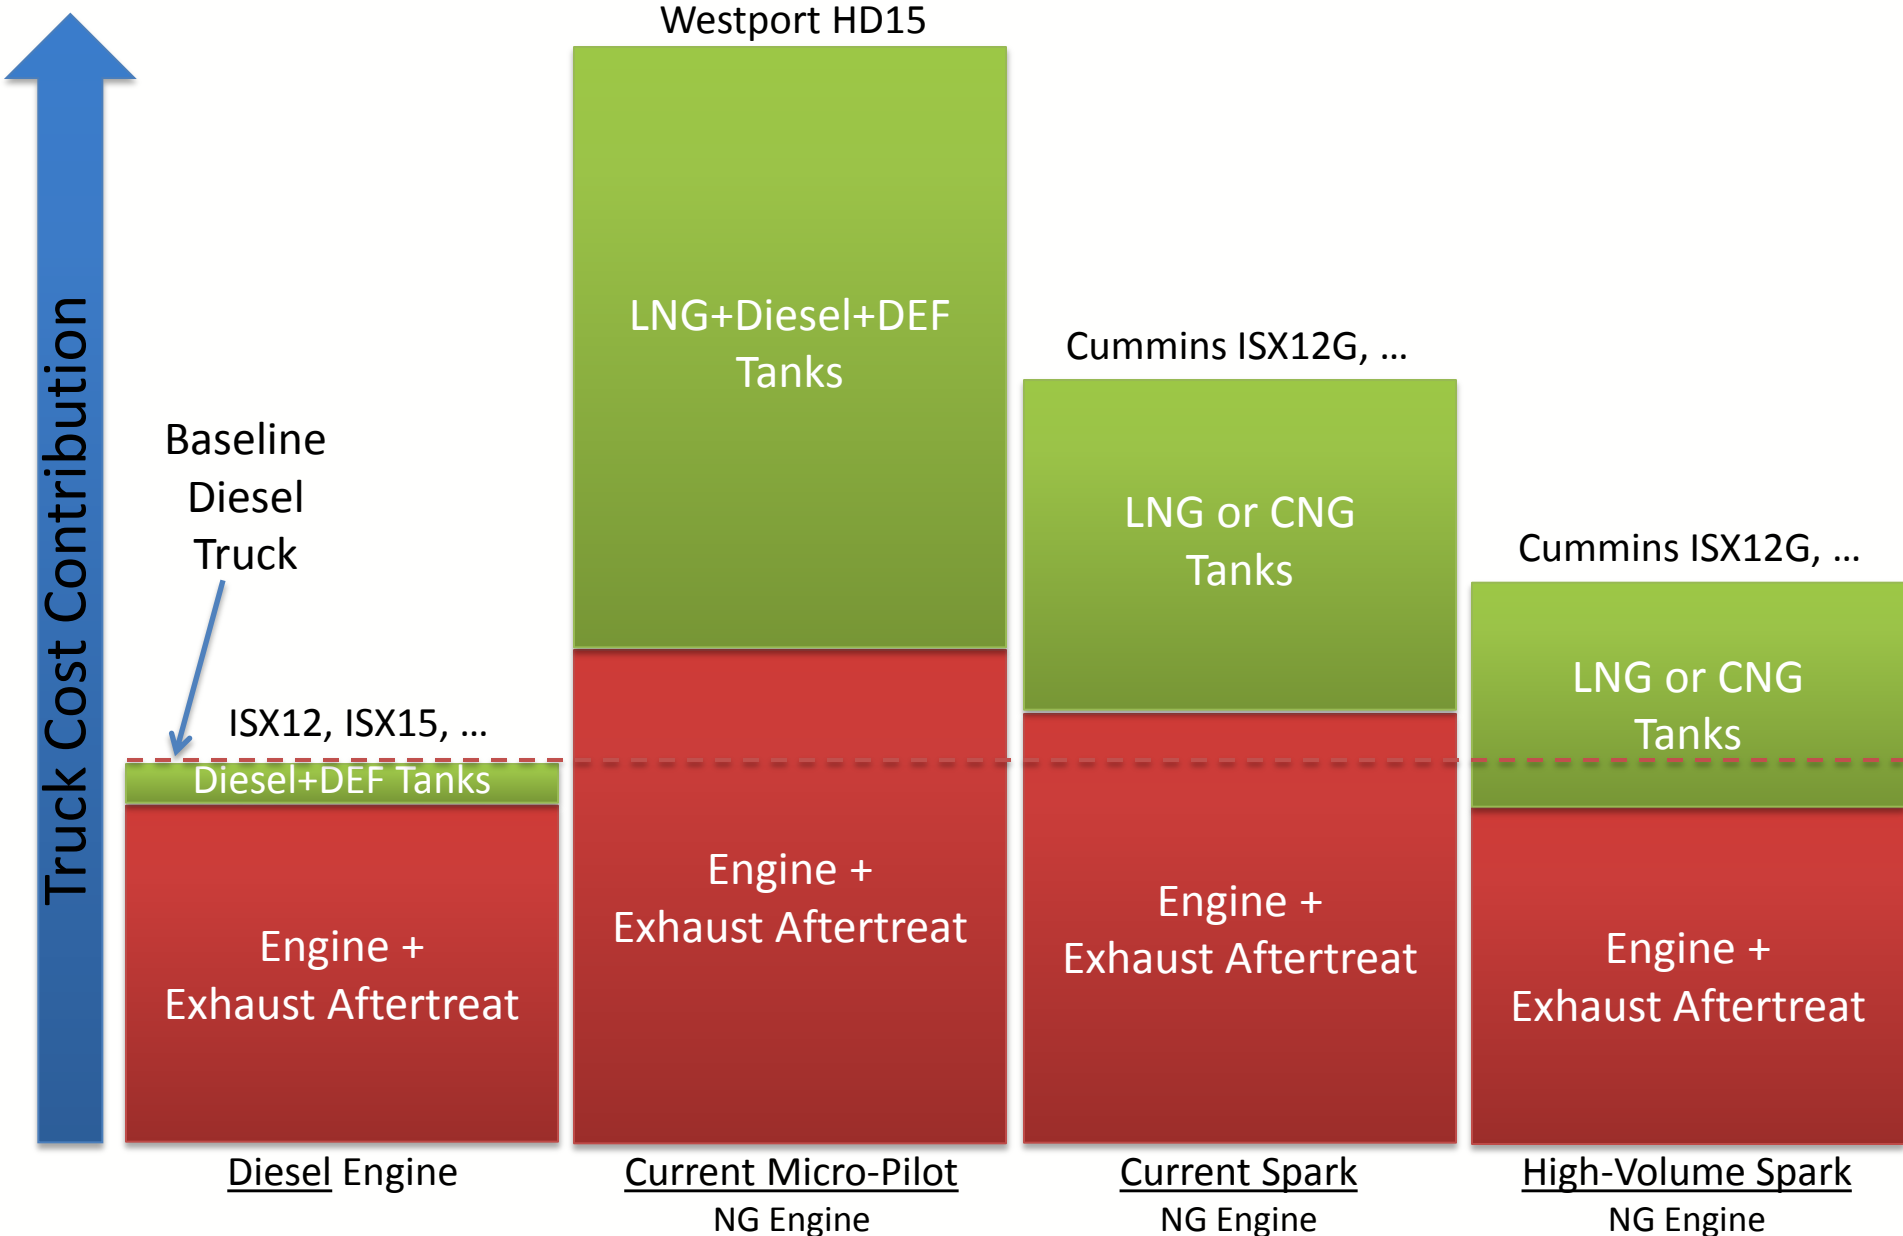 Truck Cost Contribution
Baseline
Diesel
Truck
ISX12, ISX15, ...
Diesel+DEF Tanks
Engine +
Exhaust Aftertreat
Diesel Engine
Westport HD15
LNG+Diesel+DEF
Tanks
Engine +
Exhaust Aftertreat
Current Micro-Pilot
NG Engine
Cummins ISX12G, ...
LNG or CNG
Tanks
Engine +
Exhaust Aftertreat
Current Spark
NG Engine
Cummins ISX12G, ...
LNG or CNG
Tanks
Engine +
Exhaust Aftertreat
High-Volume Spark
NG Engine